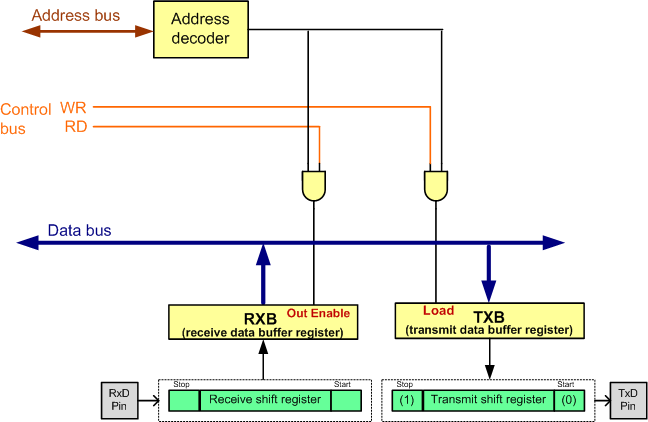 Address bus
Address
decoder
Control
bus
WR
RD
Data bus
Out Enable
RXB
(receive data buffer register)
Load
TXB
(transmit data buffer register)
RxD
Pin
Stop
Start
Receive shift register
Stop
Start
(1)
Transmit shift register
(0)
TxD
Pin